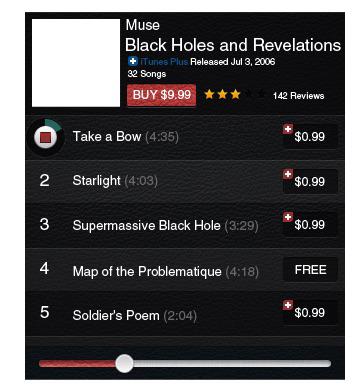 Muse
Black Holes and Revelations
iTunes Plus Released Jul 3, 2006
32 Songs
BUY $9.99 142 Reviews
Take a Bow (4:35) $0.99
2 Starlight (4:03) $0.99
3 Supermassive Black Hole (3:29) $0.99
4 Map of the Problematique (4:18) FREE
5 Soldier's Poem (2:04) $0.99